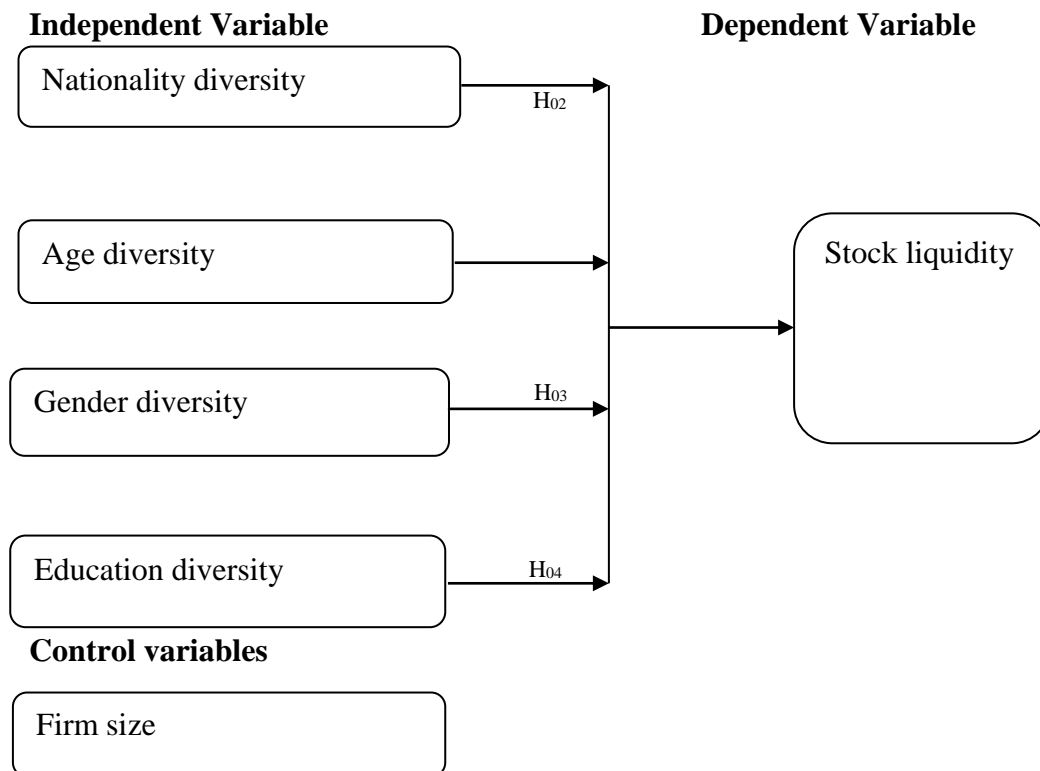 Independent Variable
Dependent Variable
Nationality diversity
H02
Age diversity
Stock liquidity
Gender diversity
H03
Education diversity
H04
Control variables
Firm size